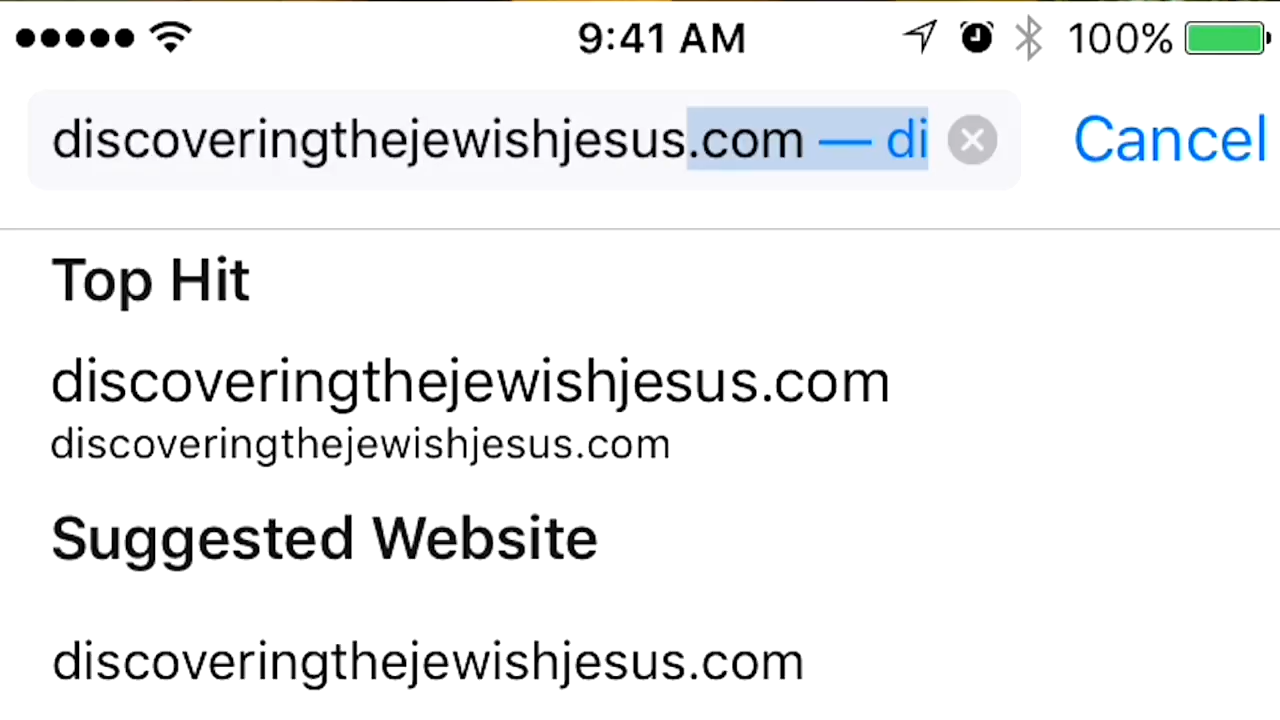 9:41 AM 100%
discoveringthejewishjesus.com — di Cancel
Top Hit
discoveringthejewishjesus.com
discoveringthejewishjesus.com
Suggested Website
discoveringthejewishjesus.com